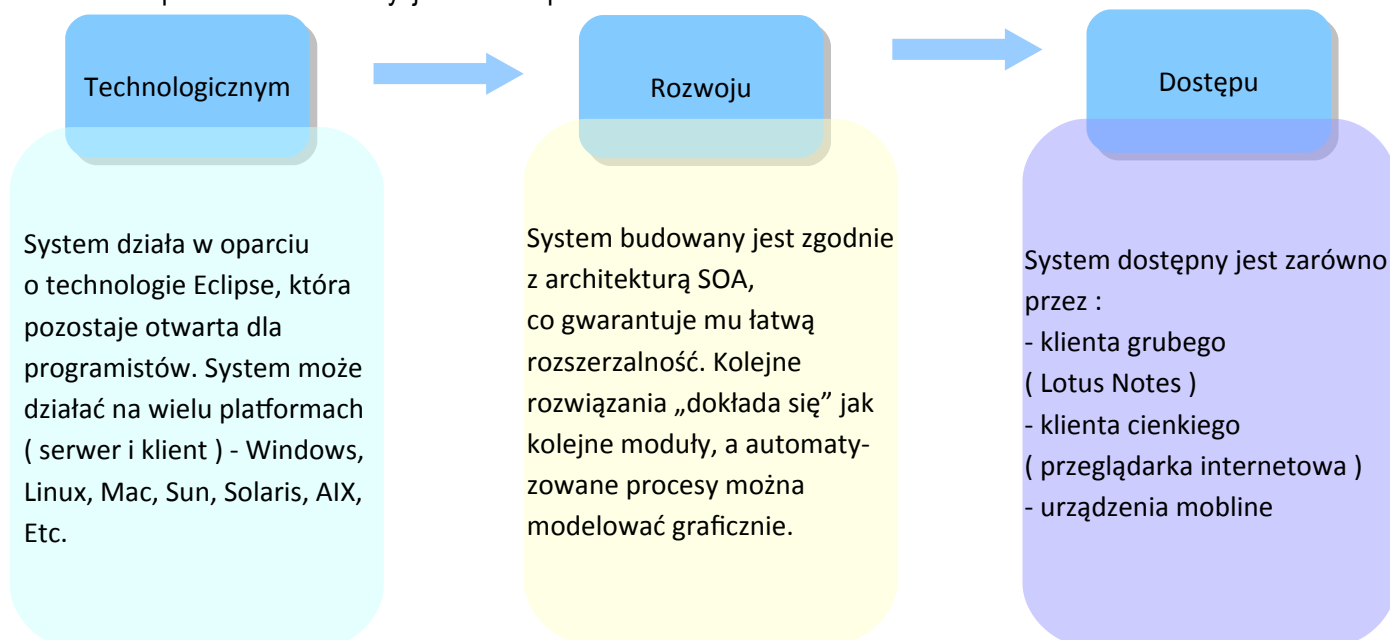 Technologicznym
System działa w oparciu
o technologie Eclipse, która
pozostaje otwarta dla
programistów. System może
działać na wielu platformach
( serwer i klient ) - Windows,
Linux, Mac, Sun, Solaris, AIX,
Etc.
Rozwoju
System budowany jest zgodnie
z architekturą SOA,
co gwarantuje mu łatwą
rozszerzalność. Kolejne
rozwiązania „dokłada się” jak
kolejne moduły, a automaty-
zowane procesy można
modelować graficznie.
Dostępu
System dostępny jest zarówno
przez :
- klienta grubego
( Lotus Notes )
- klienta cienkiego
( przeglądarka internetowa )
- urządzenia mobline